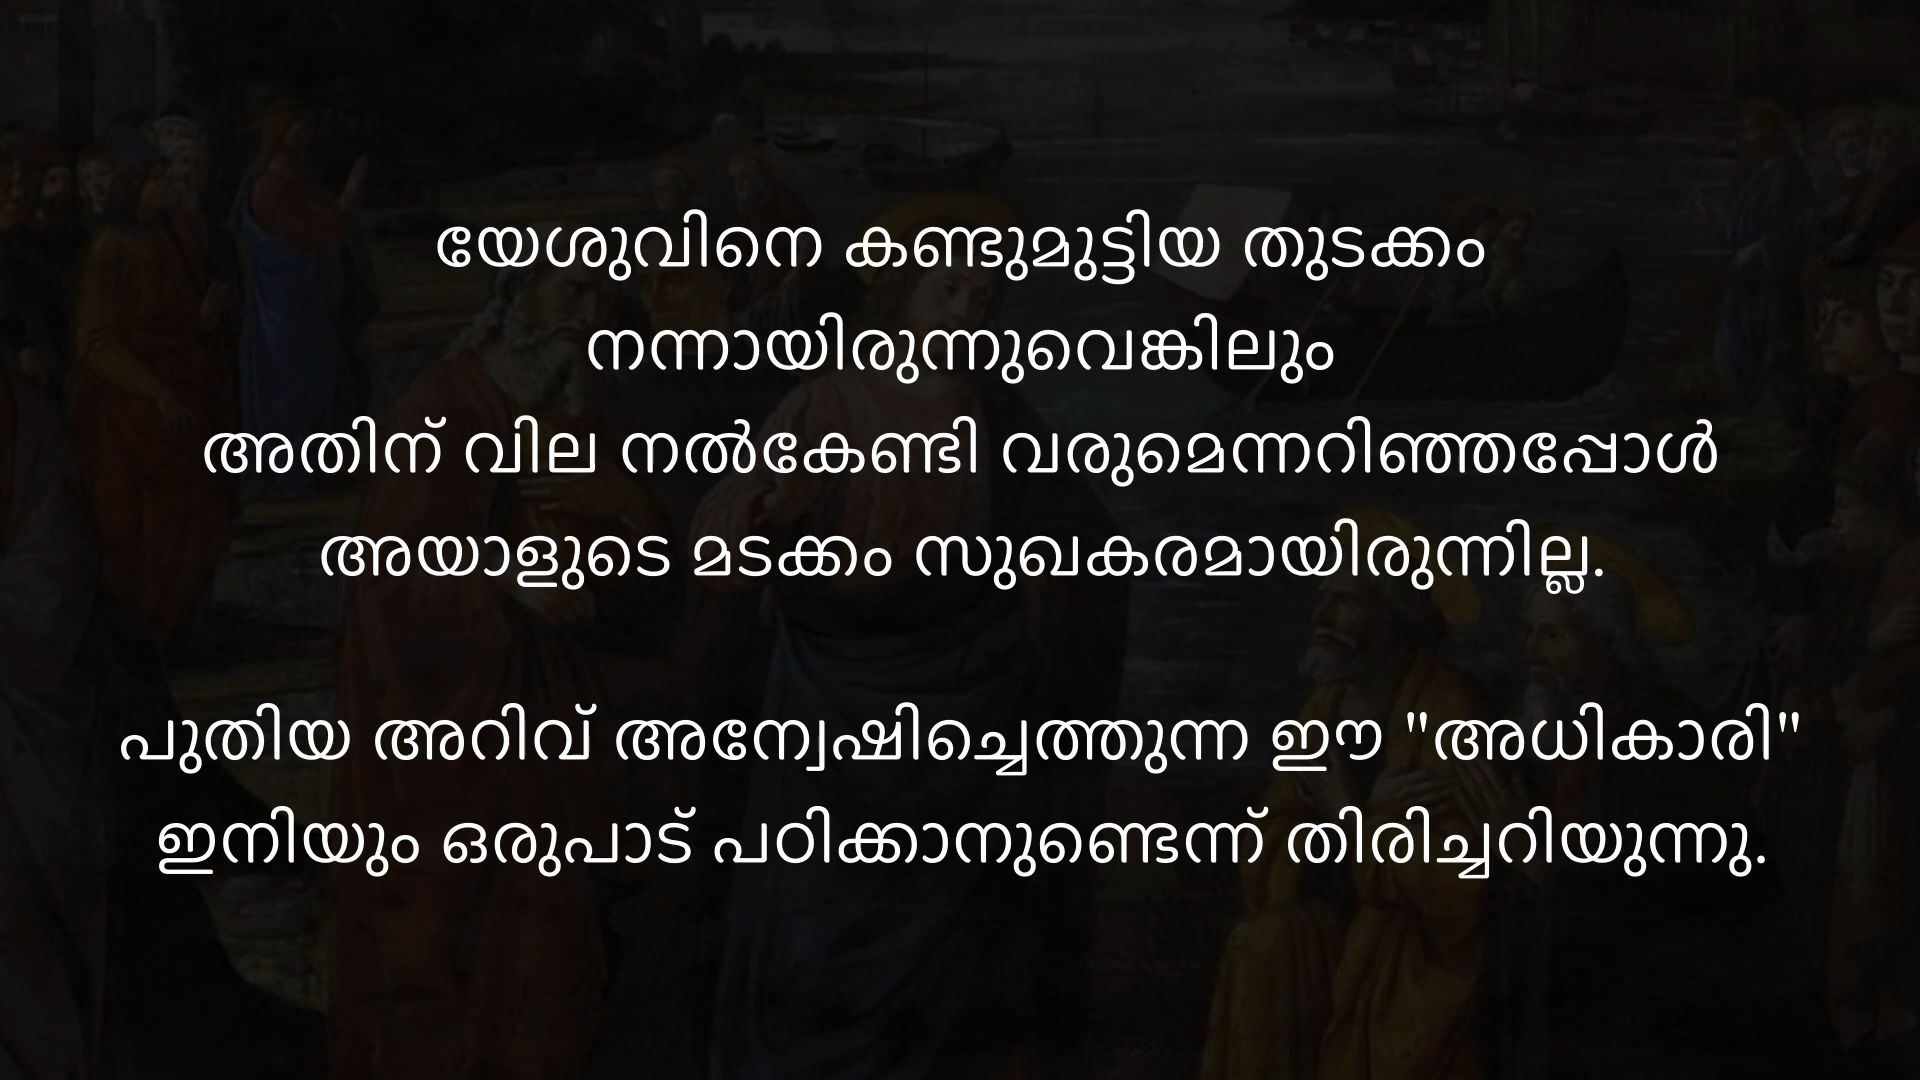 യേശുവിനെ കണ്ടുമുട്ടിയ തുടക്കം
നന്നായിരുന്നുവെങ്കിലും
അതിന് വില നൽകേണ്ടി വരുമെന്നറിഞ്ഞപ്പോൾ
അയാളുടെ മടക്കം സുഖകരമായിരുന്നില്ല.
പുതിയ അറിവ് അന്വേഷിച്ചെത്തുന്ന ഈ "അധികാരി"
ഇനിയും ഒരുപാട് പഠിക്കാനുണ്ടെന്ന് തിരിച്ചറിയുന്നു.